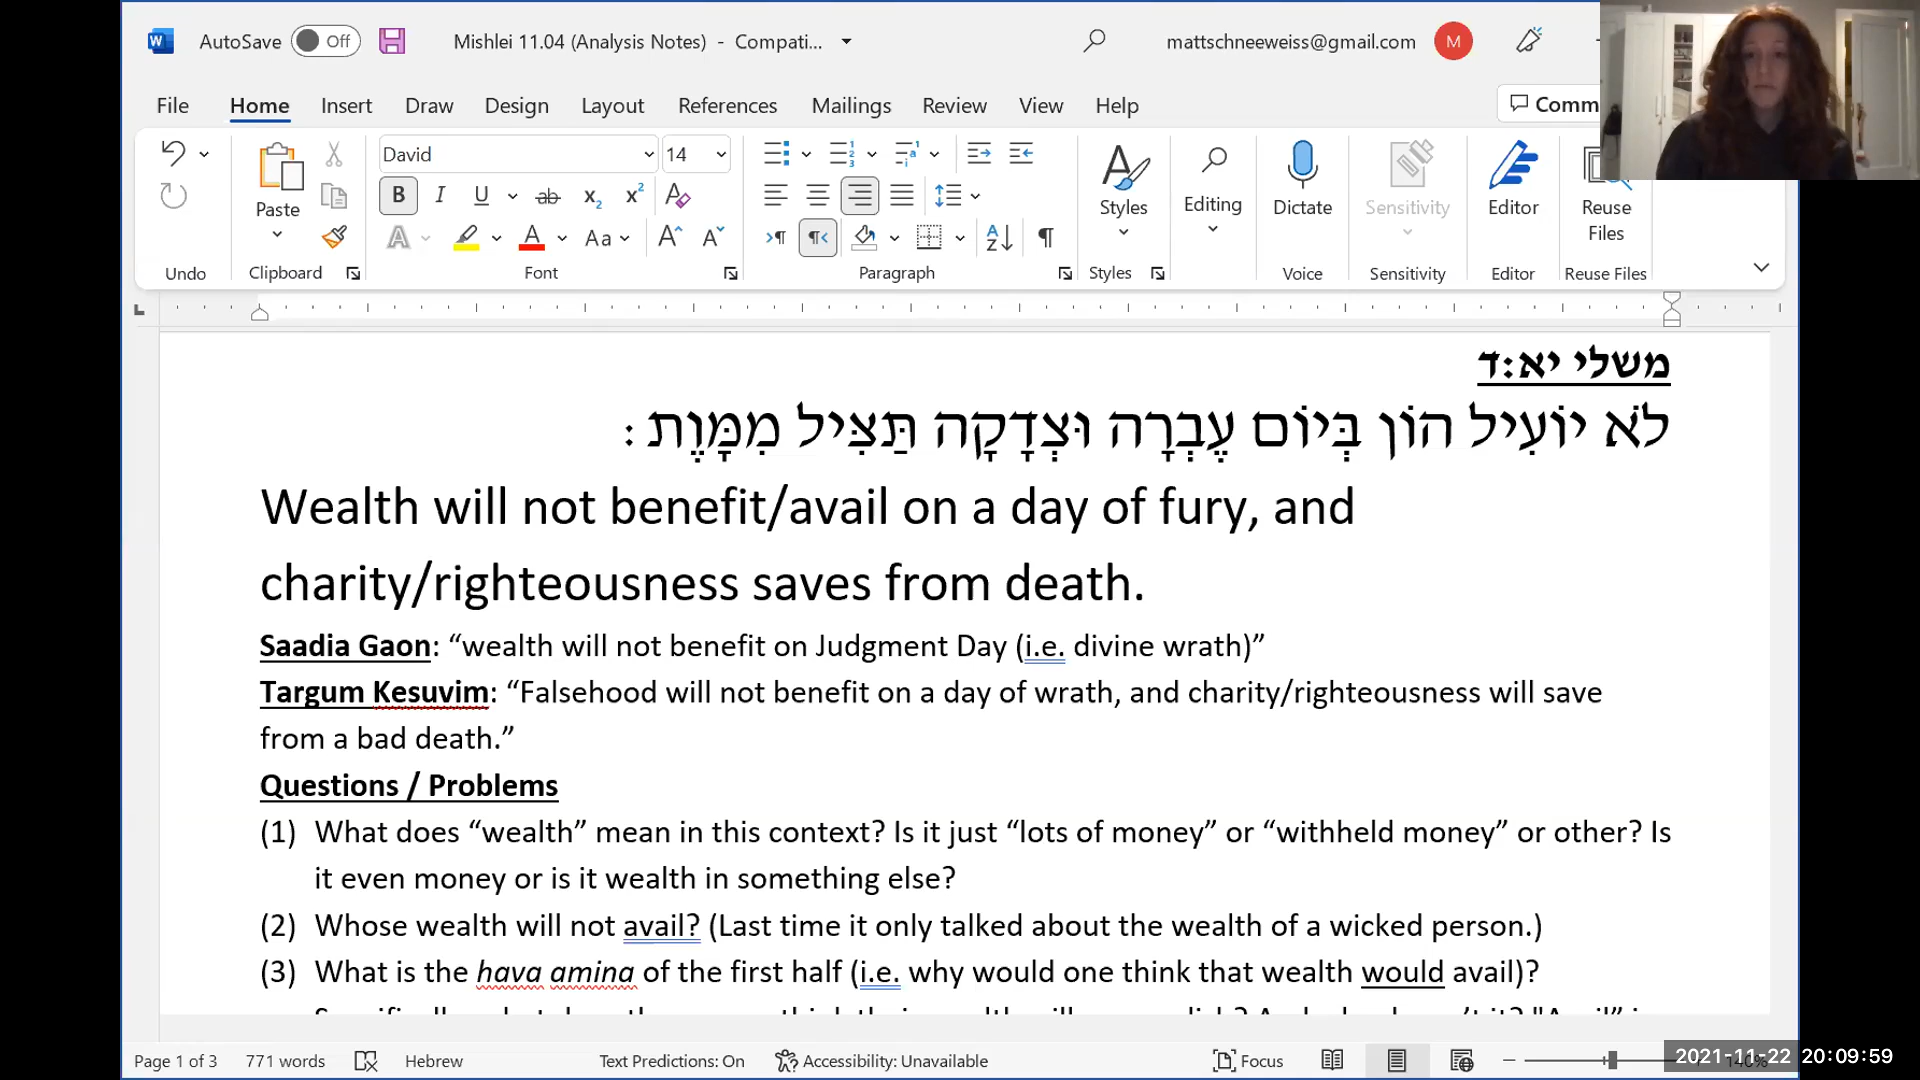 AutoSave Off Mishlei 11.04 (Analysis Notes) - Compati... mattschneeweiss@gmail.com M
File Home Insert Draw Design Layout References Mailings Review View Help Comm
David 14
Paste Styles Editing Dictate Sensitivity Editor Reuse Files
B I U ab x₂ x² A
A A Aa A A
Undo Clipboard Font Paragraph Styles Voice Sensitivity Editor Reuse Files
משלי יא:ד
לֹא יוֹעִיל הוֹן בְּיוֹם עֶבְרָה וּצְדָקָה תַּצִּיל מִמָּוֶת:
Wealth will not benefit/avail on a day of fury, and
charity/righteousness saves from death.
Saadia Gaon: “wealth will not benefit on Judgment Day (i.e. divine wrath)”
Targum Kesuvim: “Falsehood will not benefit on a day of wrath, and charity/righteousness will save
from a bad death.”
Questions / Problems
(1) What does “wealth” mean in this context? Is it just “lots of money” or “withheld money” or other? Is
it even money or is it wealth in something else?
(2) Whose wealth will not avail? (Last time it only talked about the wealth of a wicked person.)
(3) What is the hava amina of the first half (i.e. why would one think that wealth would avail)?
Page 1 of 3 771 words Hebrew Text Predictions: On Accessibility: Unavailable Focus
2021-11-22 20:09:59